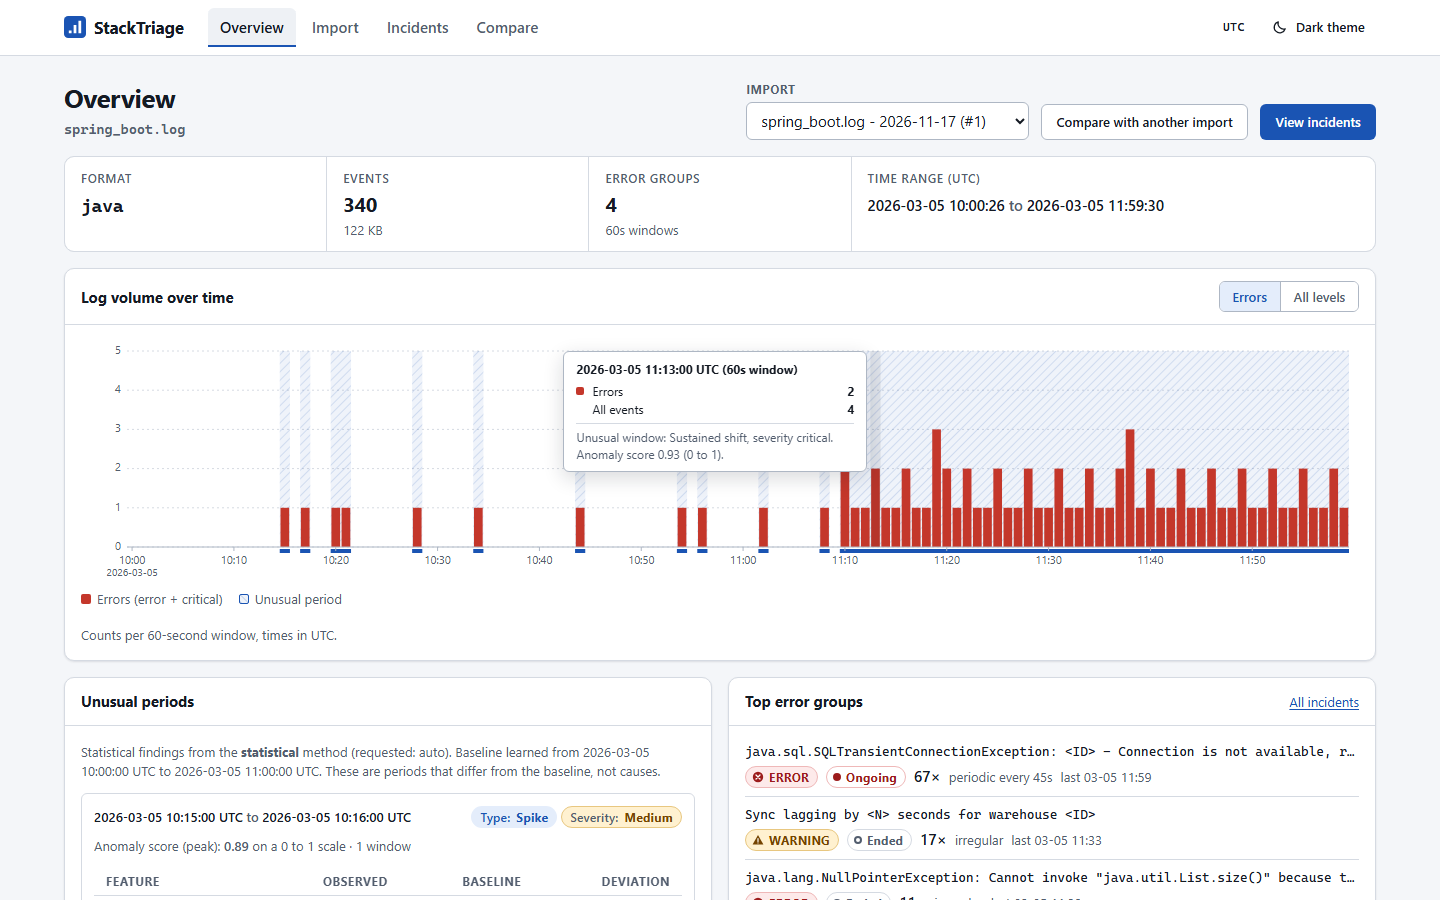 StackTriage
Overview
Import
Incidents
Compare
UTC
Dark theme
Overview
spring_boot.log
IMPORT
spring_boot.log - 2026-11-17 (#1)
Compare with another import
View incidents
FORMAT
java
EVENTS
340
122 KB
ERROR GROUPS
4
60s windows
TIME RANGE (UTC)
2026-03-05 10:00:26 to 2026-03-05 11:59:30
Log volume over time
Errors
All levels
5
4
3
2
1
0
2026-03-05 11:13:00 UTC (60s window)
Errors 2
All events 4
Unusual window: Sustained shift, severity critical.
Anomaly score 0.93 (0 to 1).
10:00 10:10 10:20 10:30 10:40 10:50 11:00 11:10 11:20 11:30 11:40 11:50
2026-03-05
Errors (error + critical)
Unusual period
Counts per 60-second window, times in UTC.
Unusual periods
Statistical findings from the statistical method (requested: auto). Baseline learned from 2026-03-05
10:00:00 UTC to 2026-03-05 11:00:00 UTC. These are periods that differ from the baseline, not causes.
2026-03-05 10:15:00 UTC to 2026-03-05 10:16:00 UTC
Type: Spike
Severity: Medium
Anomaly score (peak): 0.89 on a 0 to 1 scale · 1 window
FEATURE OBSERVED BASELINE DEVIATION
Top error groups
All incidents
java.sql.SQLTransientConnectionException: <ID> – Connection is not available, r…
ERROR Ongoing 67× periodic every 45s last 03-05 11:59
Sync lagging by <N> seconds for warehouse <ID>
WARNING Ended 17× irregular last 03-05 11:33
java.lang.NullPointerException: Cannot invoke "java.util.List.size()" because t…